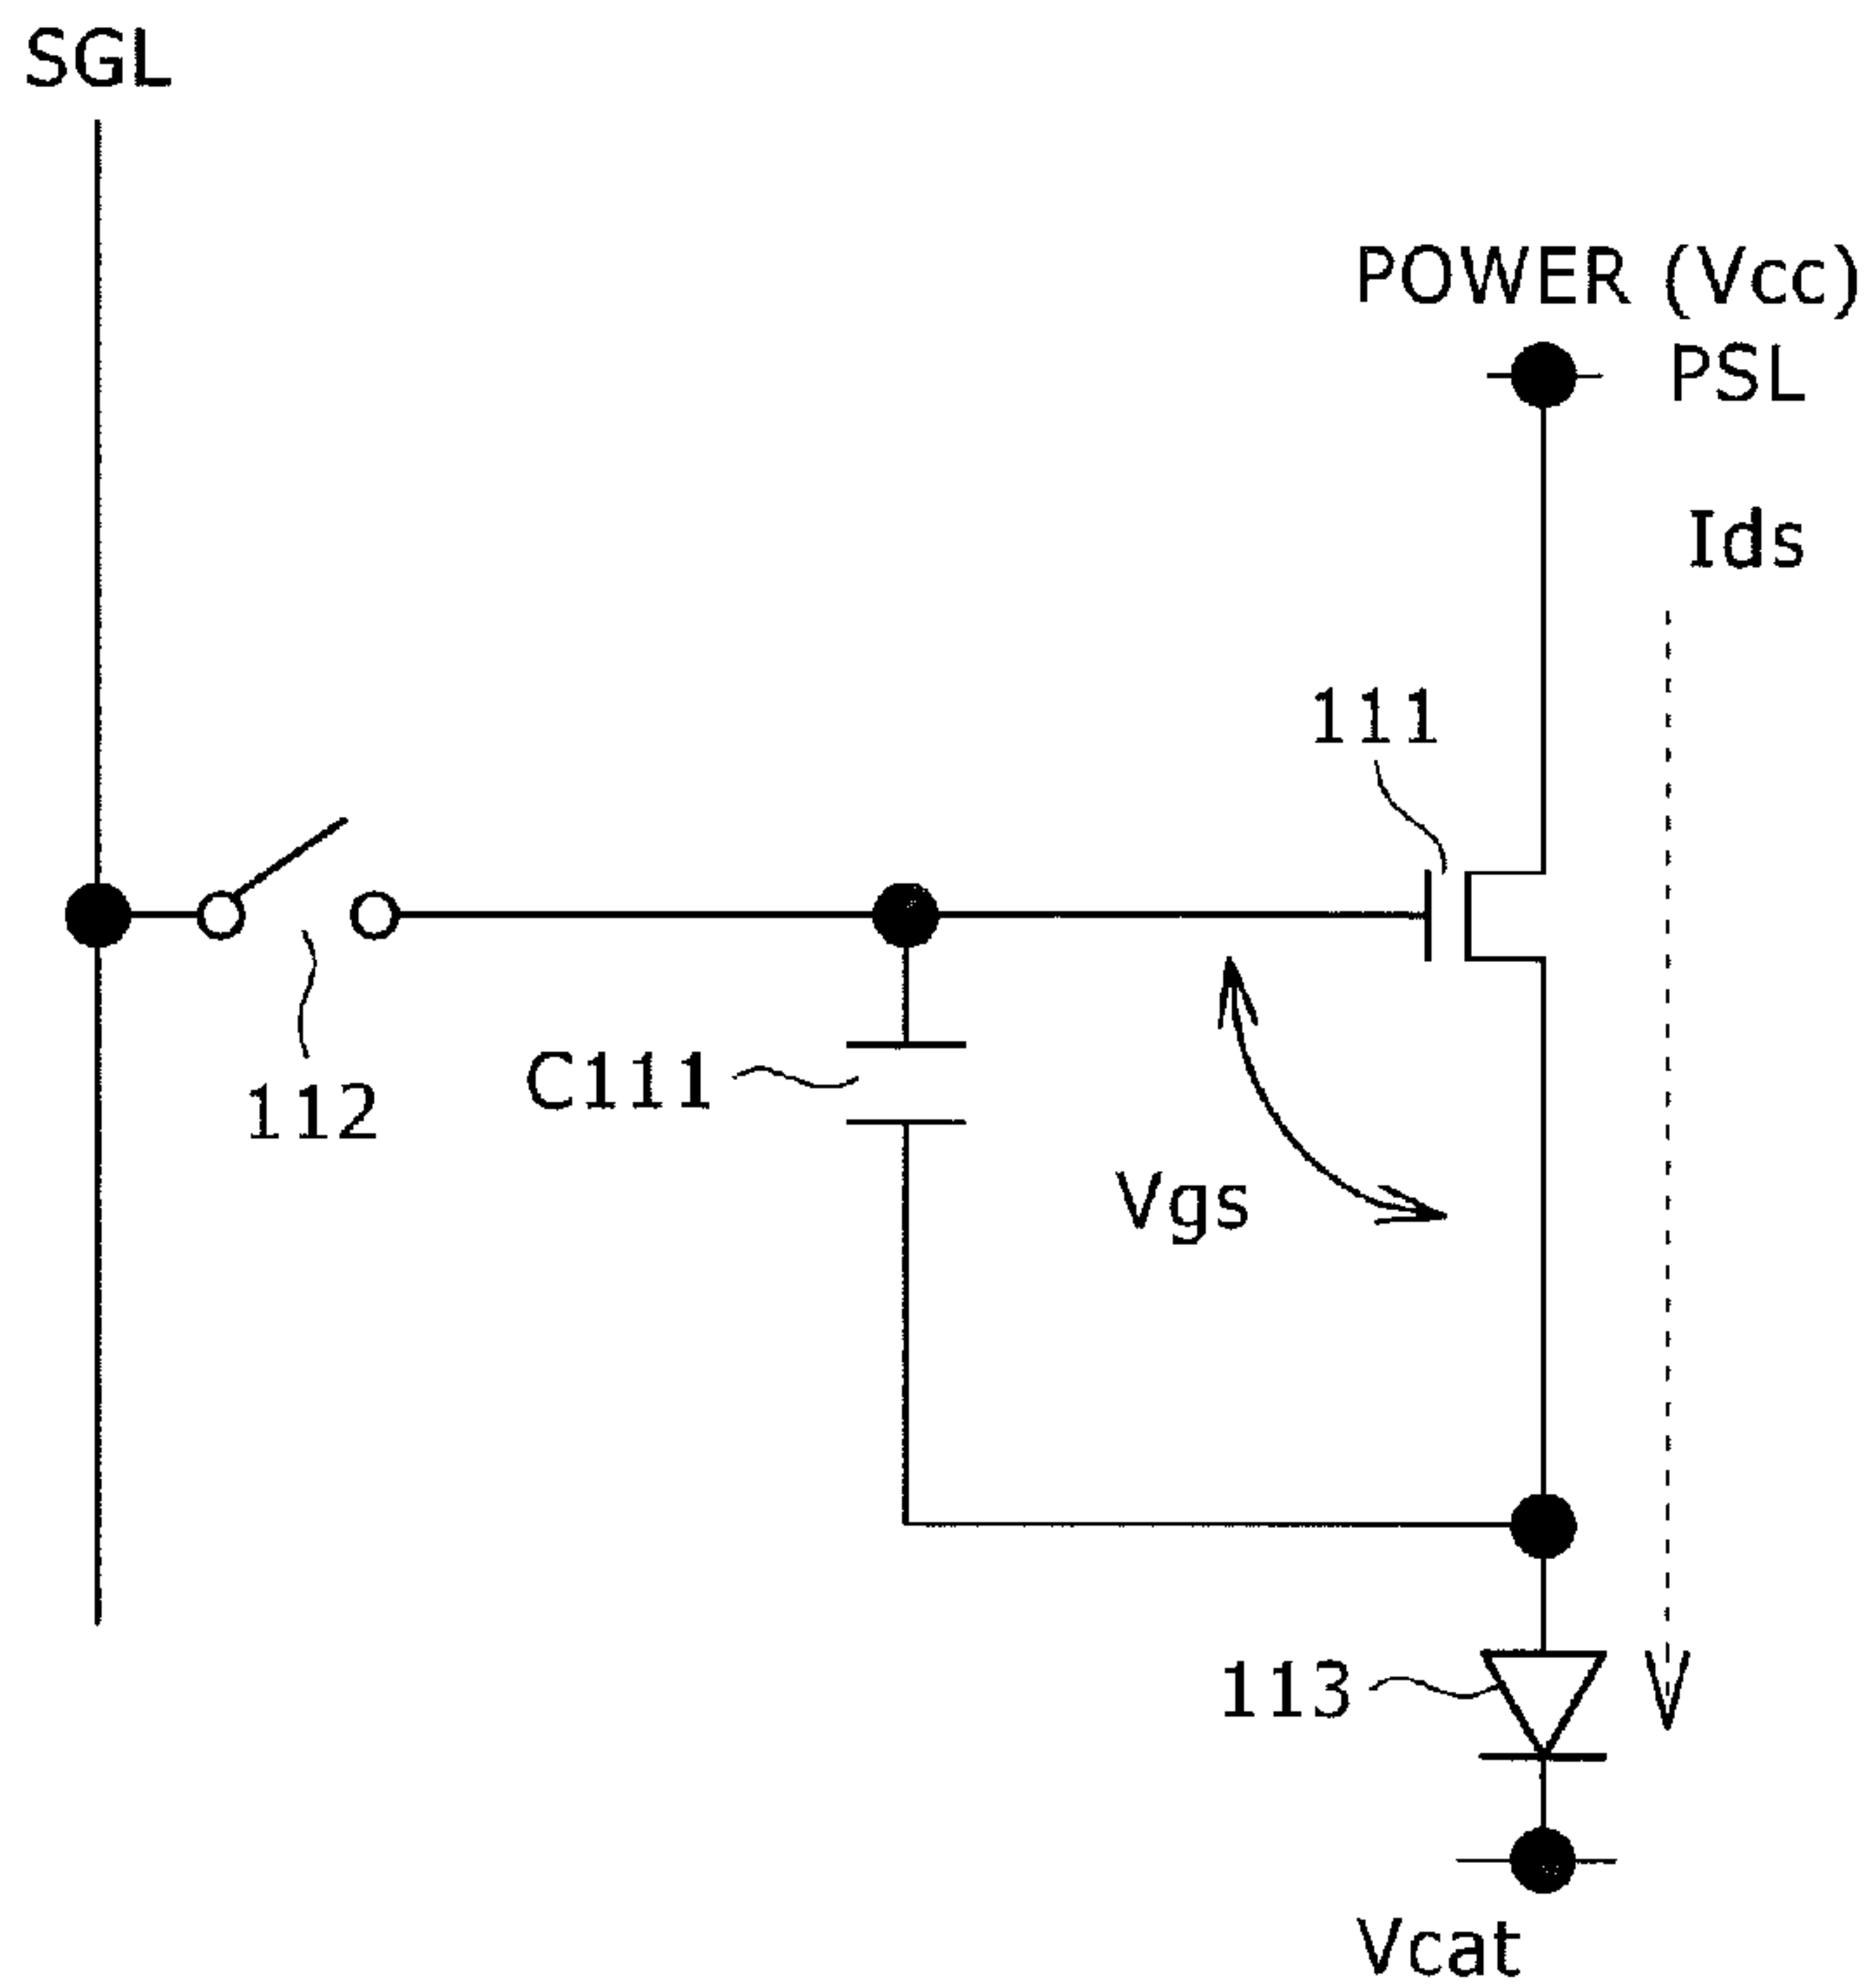 SGL
POWER (Vcc)
PSL
Ids
111
112
C111
Vgs
113
Vcat